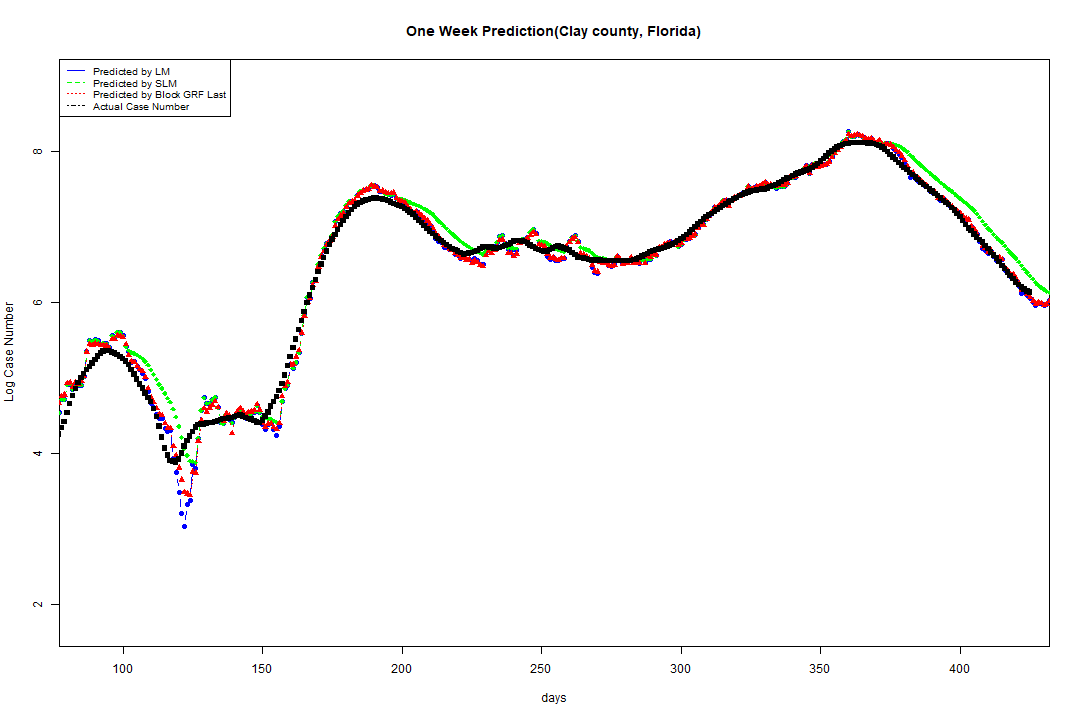 One Week Prediction(Clay county, Florida)
Predicted by LM
Predicted by SLM
Predicted by Block GRF Last
Actual Case Number
8
6
4
2
Log Case Number
100 150 200 250 300 350 400
days